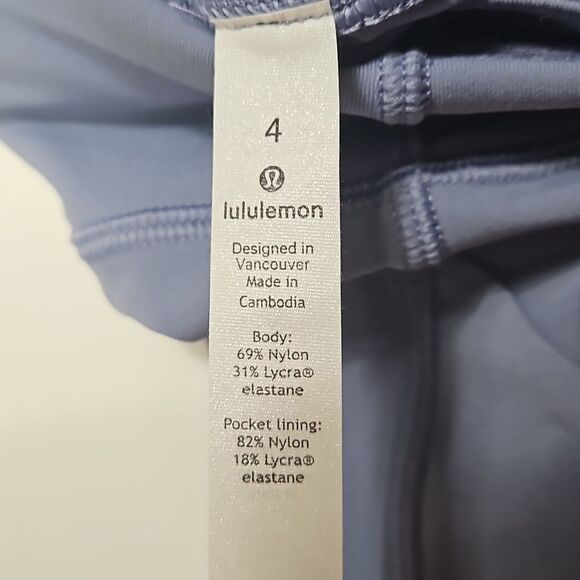 4
lululemon
Designed in
Vancouver
Made in
Cambodia
Body:
69% Nylon
31% Lycra®
elastane
Pocket lining:
82% Nylon
18% Lycra®
elastane